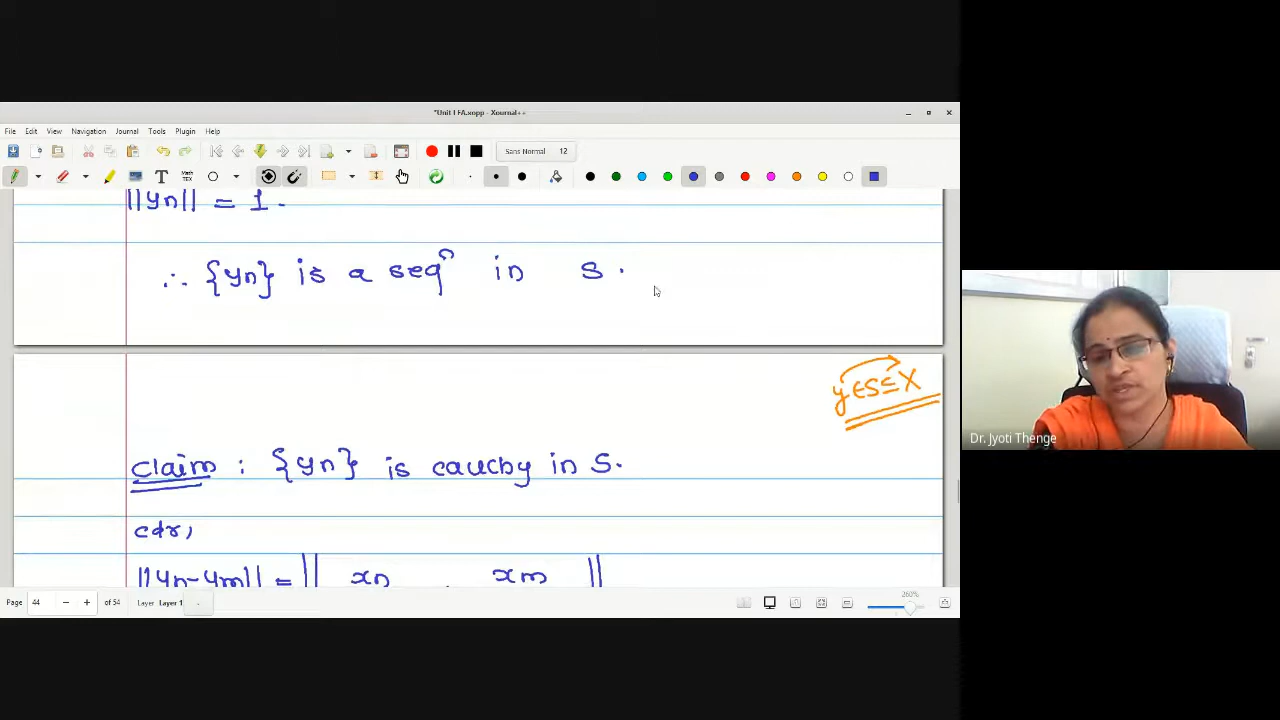 *Unit I FA.xopp - Xournal++
File Edit View Navigation Journal Tools Plugin Help
Sans Normal 12
||yn|| = 1.
∴ {yn} is a seqⁿ in S.
y∈S⊆X
Claim : {yn} is cauchy in S.
cdr,
||yn-ym|| = || xn - xm ||
Dr. Jyoti Thenge
Page 44 of 54 Layer Layer 1 260%